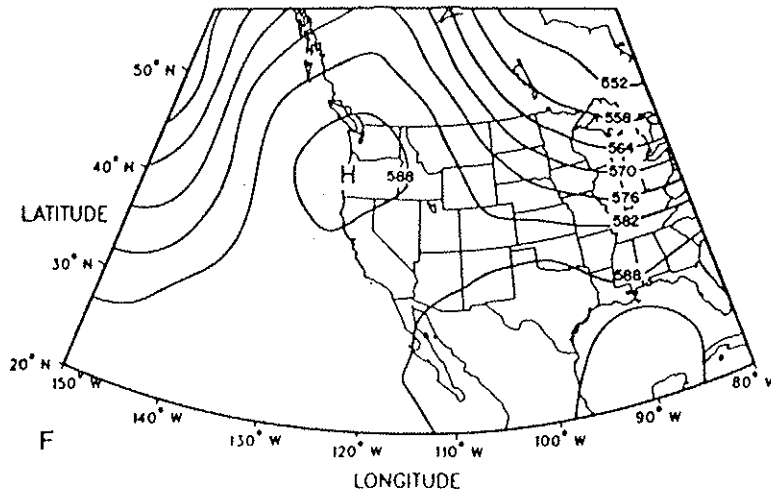 50° N
40° N
LATITUDE
30° N
20° N
552
558
564
570
576
582
588
H
588
150° W
140° W
130° W
120° W
110° W
100° W
90° W
80° W
F
LONGITUDE